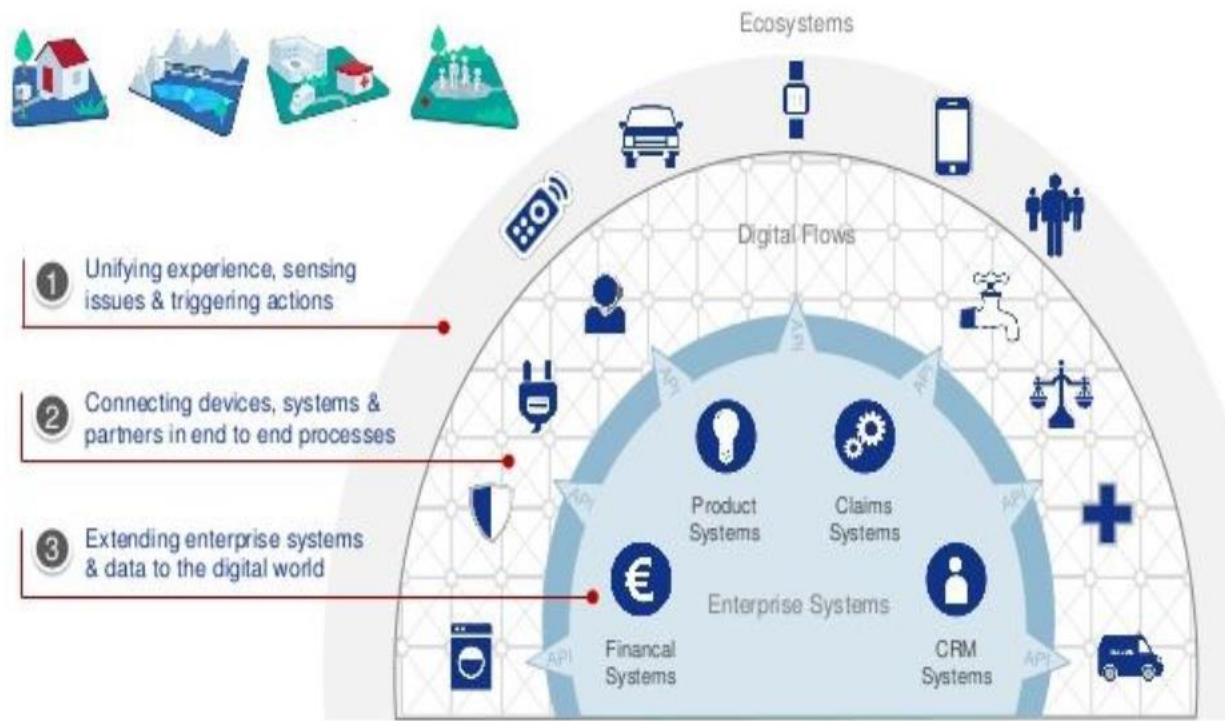 Ecosystems
Digital Flows
1 Unifying experience, sensing
issues & triggering actions
2 Connecting devices, systems &
partners in end to end processes
3 Extending enterprise systems
& data to the digital world
API
API
API
API
API
API
API
Product
Systems
Claims
Systems
€
Enterprise Systems
Financal
Systems
CRM
Systems